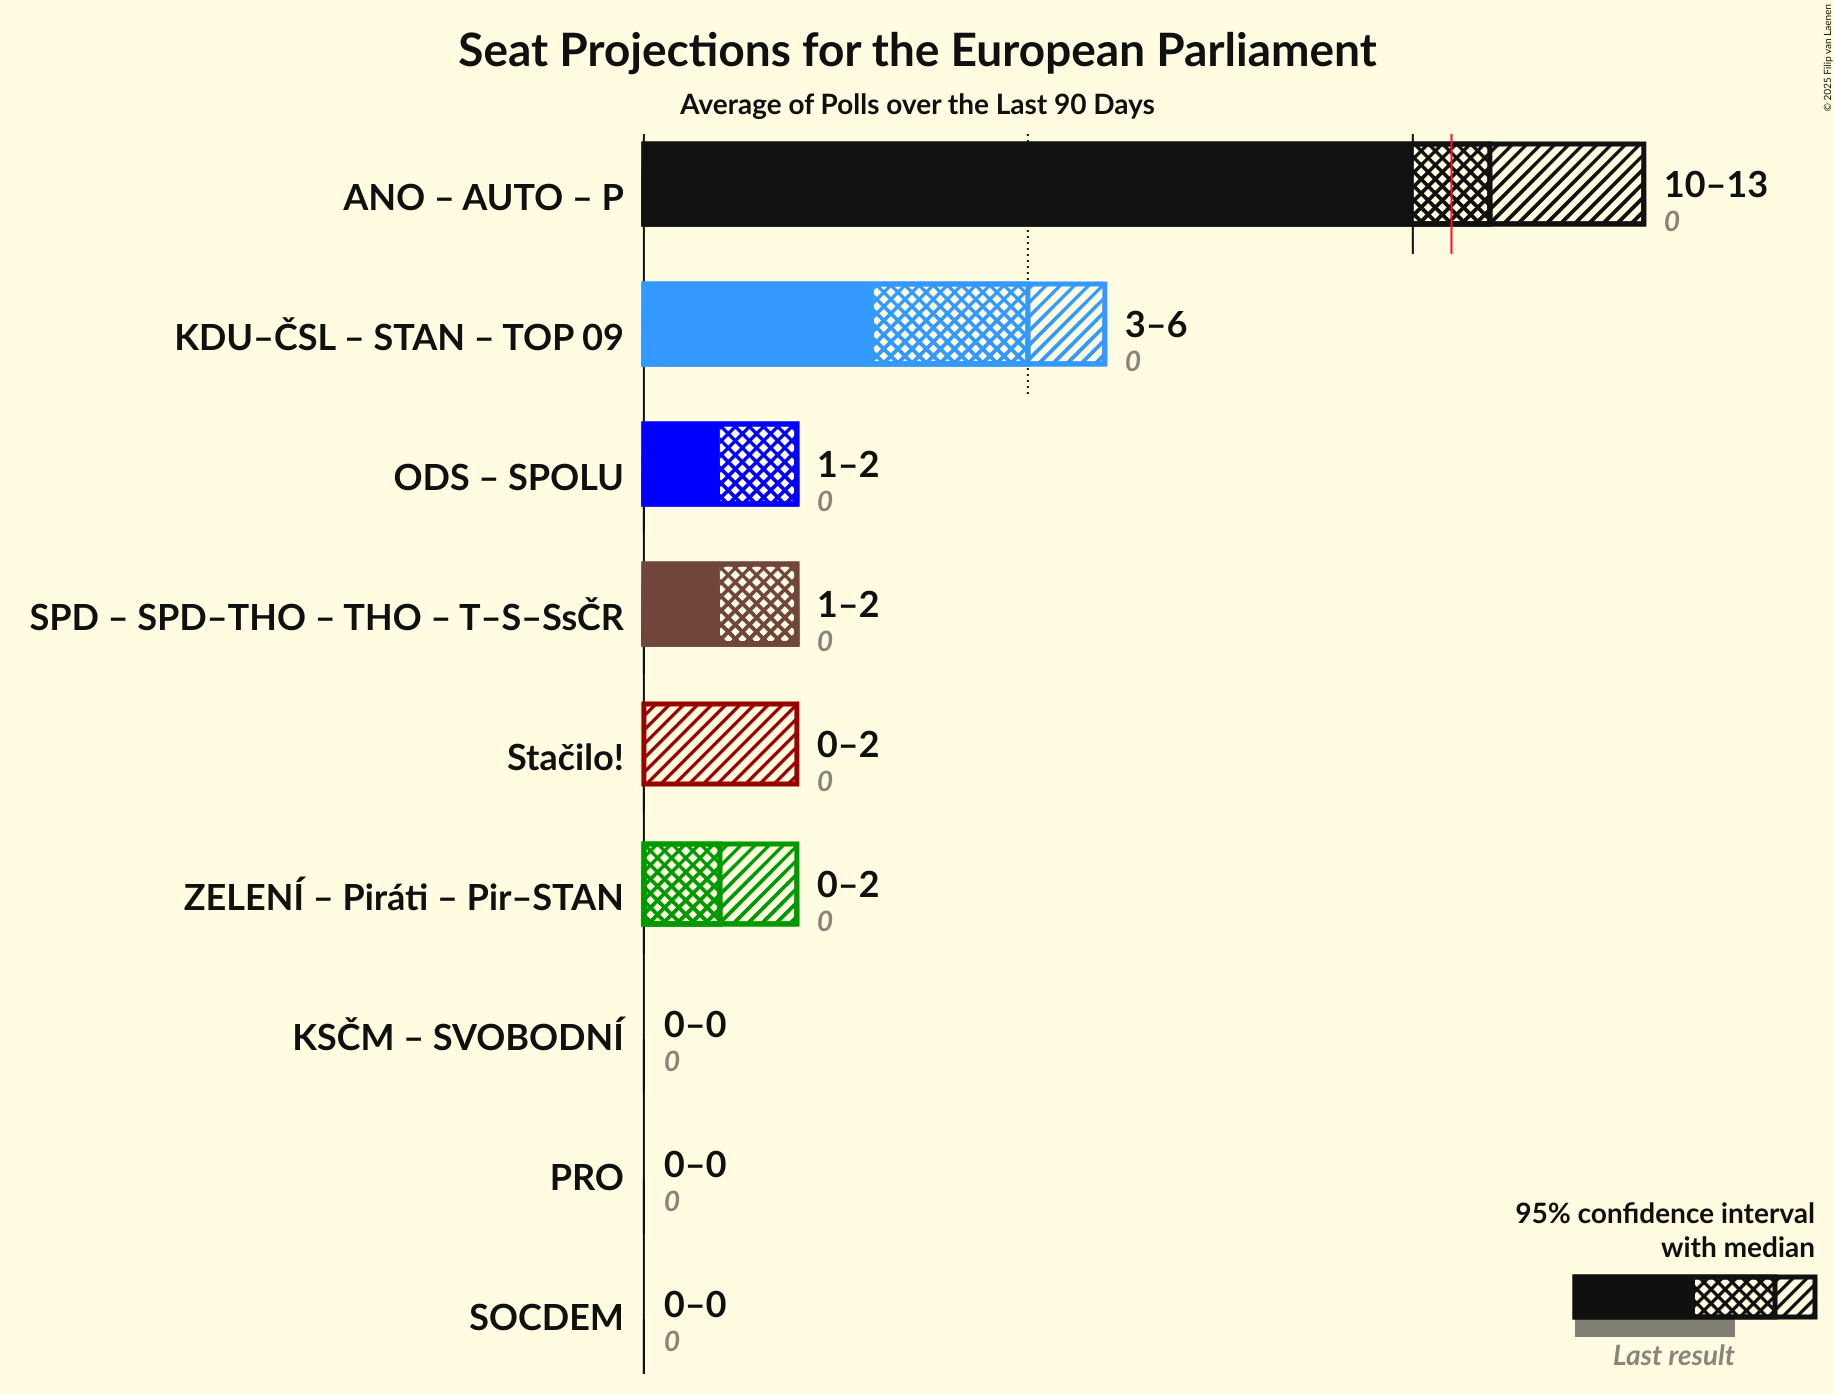 Seat Projections for the European Parliament
Average of Polls over the Last 90 Days
© 2025 Filip van Laenen
ANO – AUTO – P
10–13
0
KDU–ČSL – STAN – TOP 09
3–6
0
ODS – SPOLU
1–2
0
SPD – SPD–THO – THO – T–S–SsČR
1–2
0
Stačilo!
0–2
0
ZELENÍ – Piráti – Pir–STAN
0–2
0
KSČM – SVOBODNÍ
0–0
0
PRO
0–0
0
SOCDEM
0–0
0
95% confidence interval
with median
Last result